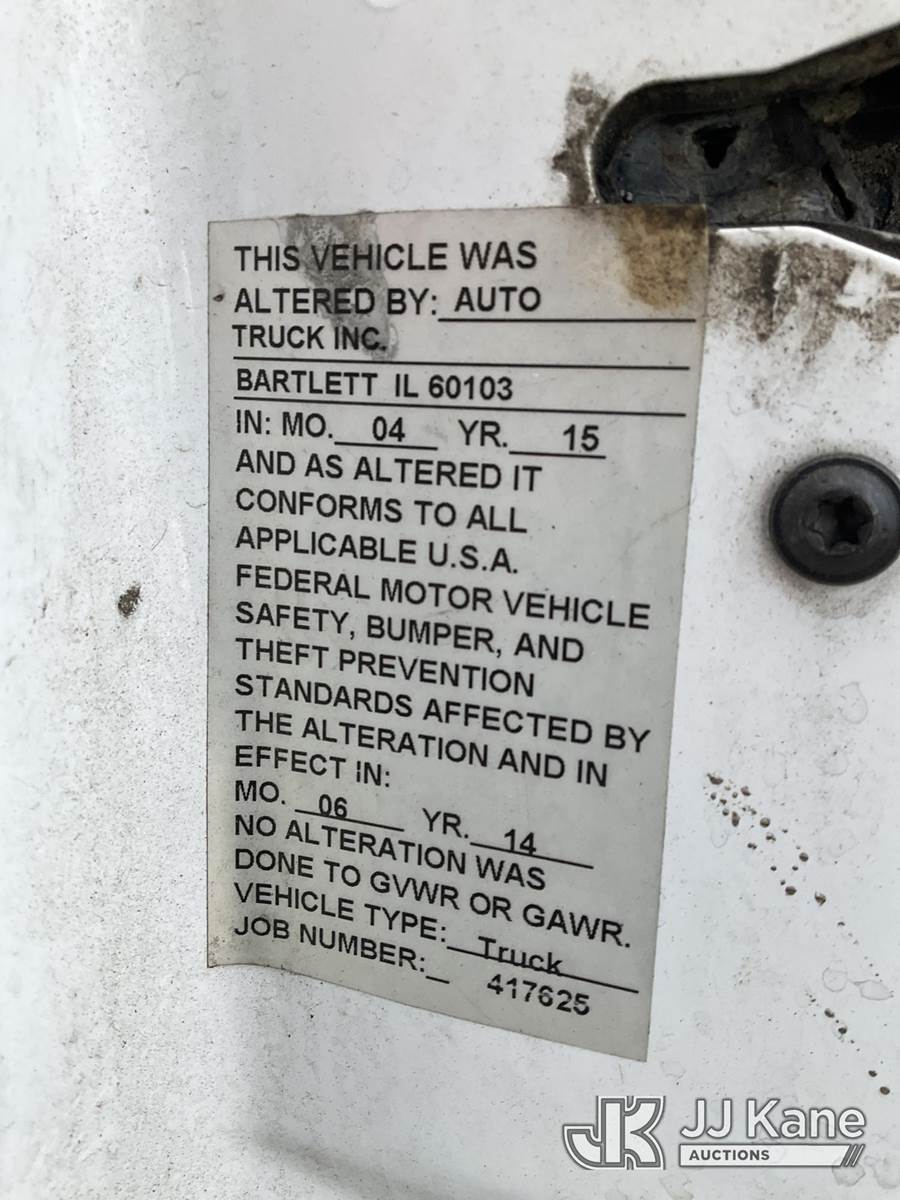 THIS VEHICLE WAS
ALTERED BY: AUTO
TRUCK INC.
BARTLETT IL 60103
IN: MO. 04 YR. 15
AND AS ALTERED IT
CONFORMS TO ALL
APPLICABLE U.S.A.
FEDERAL MOTOR VEHICLE
SAFETY, BUMPER, AND
THEFT PREVENTION
STANDARDS AFFECTED BY
THE ALTERATION AND IN
EFFECT IN:
MO. 06 YR. 14
NO ALTERATION WAS
DONE TO GVWR OR GAWR.
VEHICLE TYPE: Truck
JOB NUMBER: 417625
JK JJ Kane
AUCTIONS